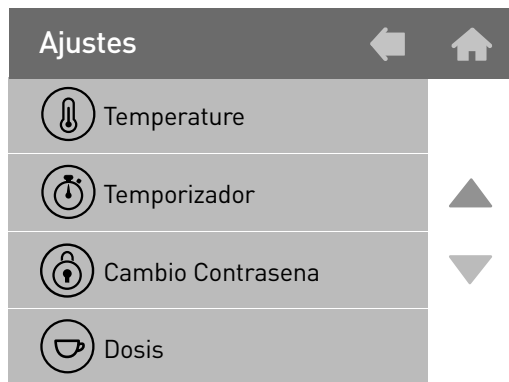 Ajustes
Temperature
Temporizador
Cambio Contrasena
Dosis